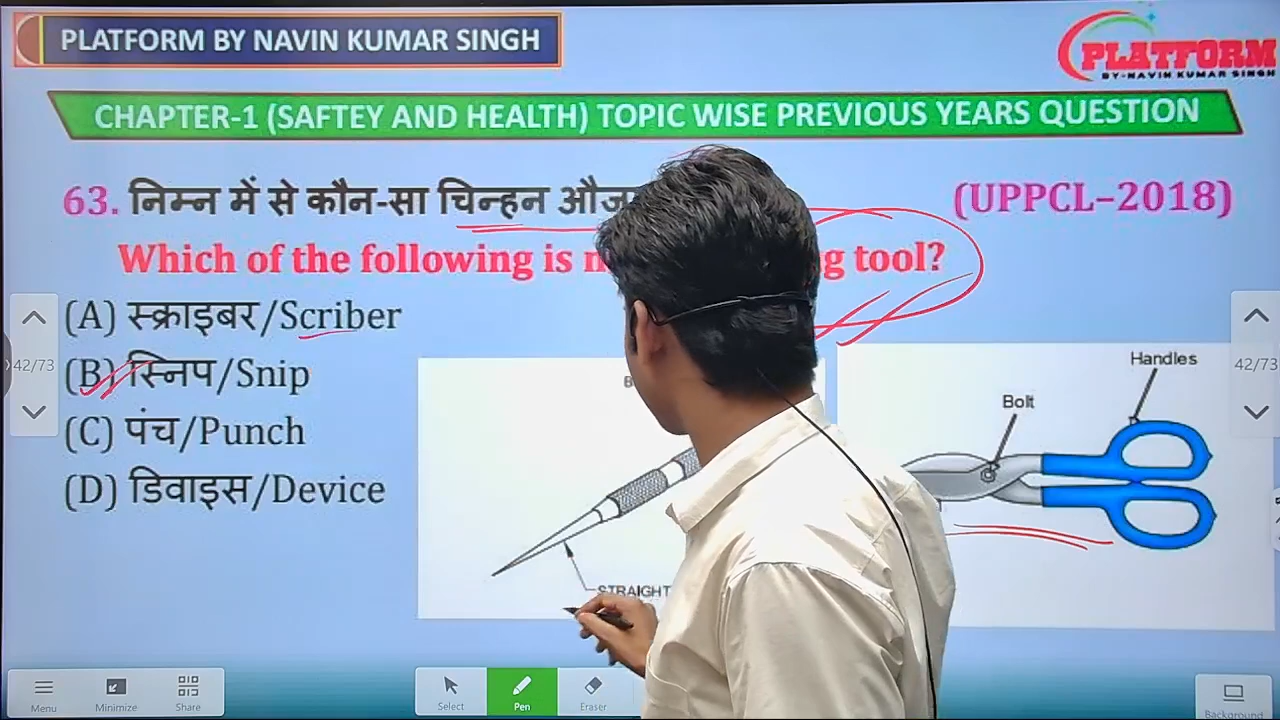 PLATFORM BY NAVIN KUMAR SINGH
PLATFORM
BY-NAVIN KUMAR SINGH
CHAPTER-1 (SAFTEY AND HEALTH) TOPIC WISE PREVIOUS YEARS QUESTION
63. निम्न में से कौन-सा चिन्हन
(UPPCL–2018)
Which of the following is tool?
(A) स्क्राइबर/Scriber
(B) स्निप/Snip
(C) पंच/Punch
(D) डिवाइस/Device
42/73
42/73
Handles
Bolt
STRAIGHT
Menu
Minimize
Share
Select
Pen
Eraser
Background